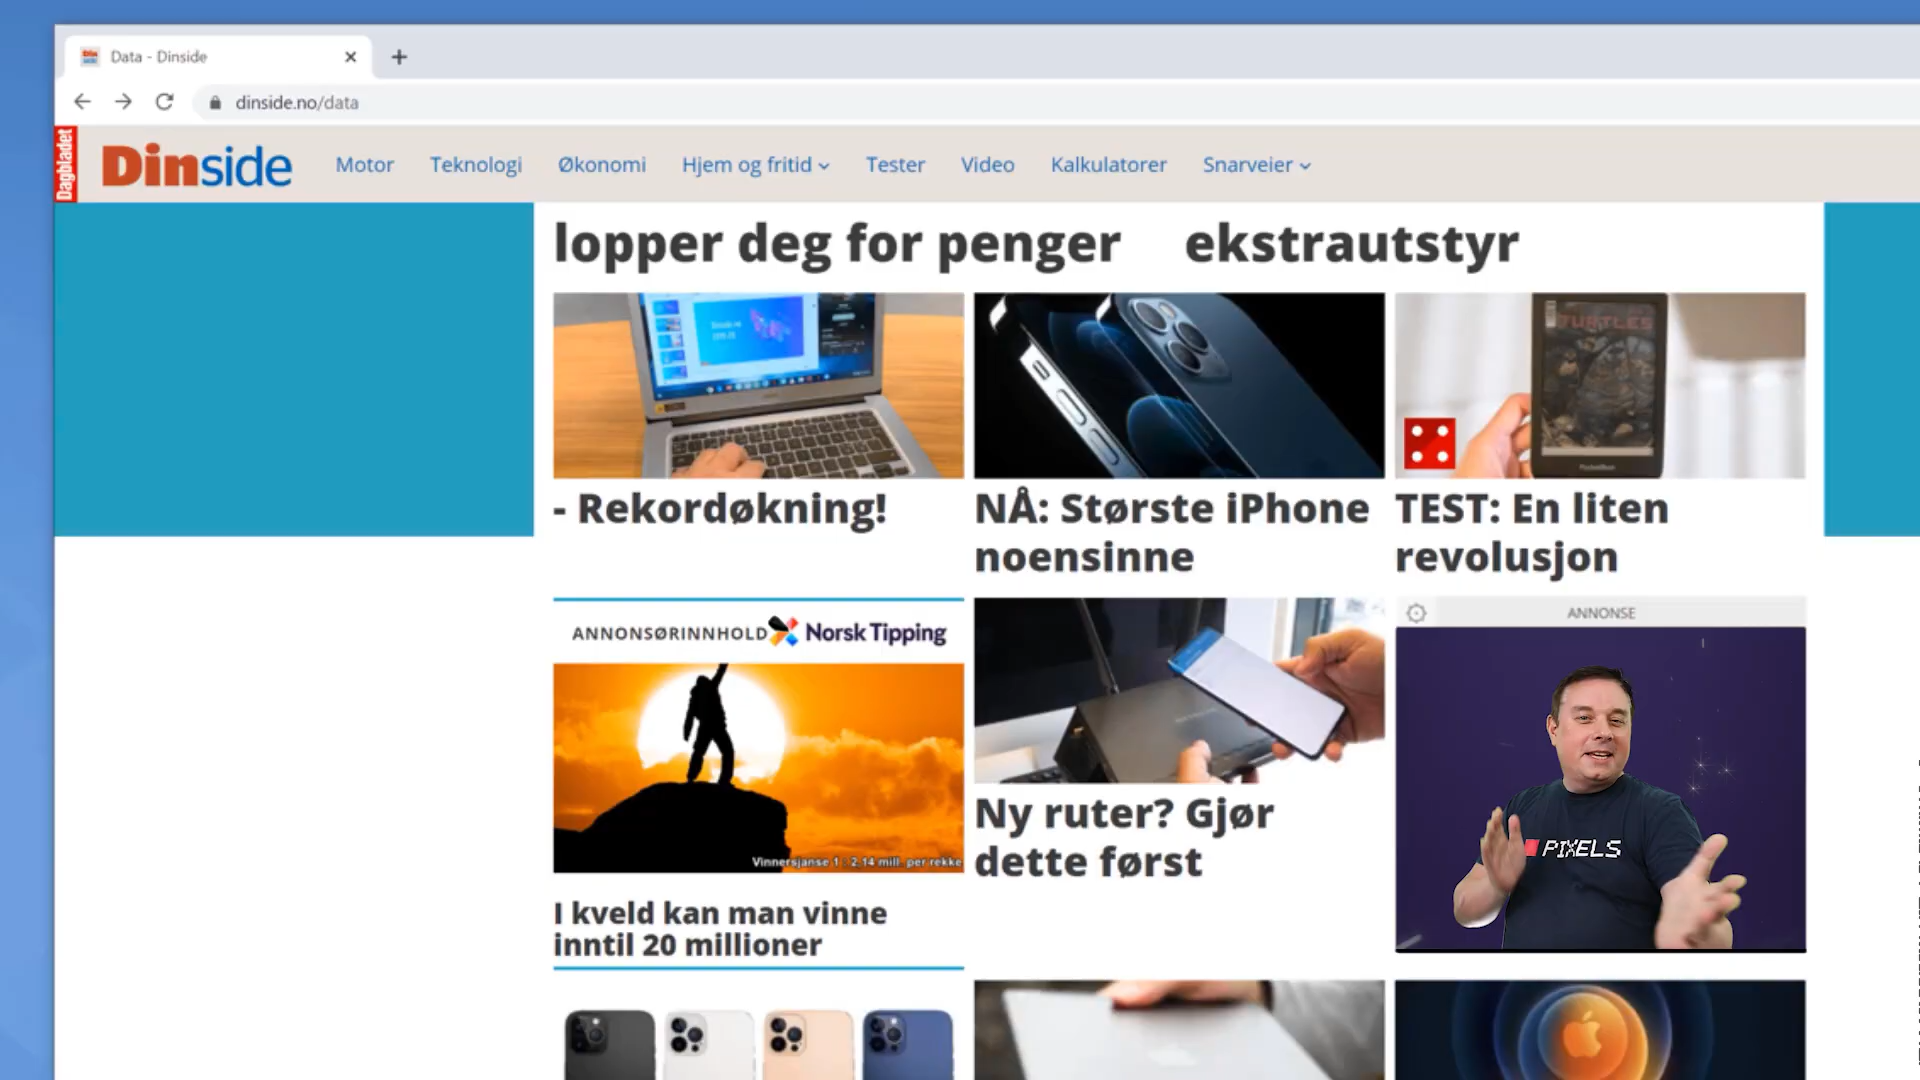 Data - Dinside
dinside.no/data
Dagbladet
Dinside
Motor
Teknologi
Økonomi
Hjem og fritid
Tester
Video
Kalkulatorer
Snarveier
lopper deg for penger
ekstrautstyr
TURTLES
PocketBook
- Rekordøkning!
NÅ: Største iPhone
noensinne
TEST: En liten
revolusjon
ANNONSØRINNHOLD
Norsk Tipping
ANNONSE
Vinnersjanse 1 : 2,14 mill. per rekke
PIXELS
Ny ruter? Gjør
dette først
I kveld kan man vinne
inntil 20 millioner